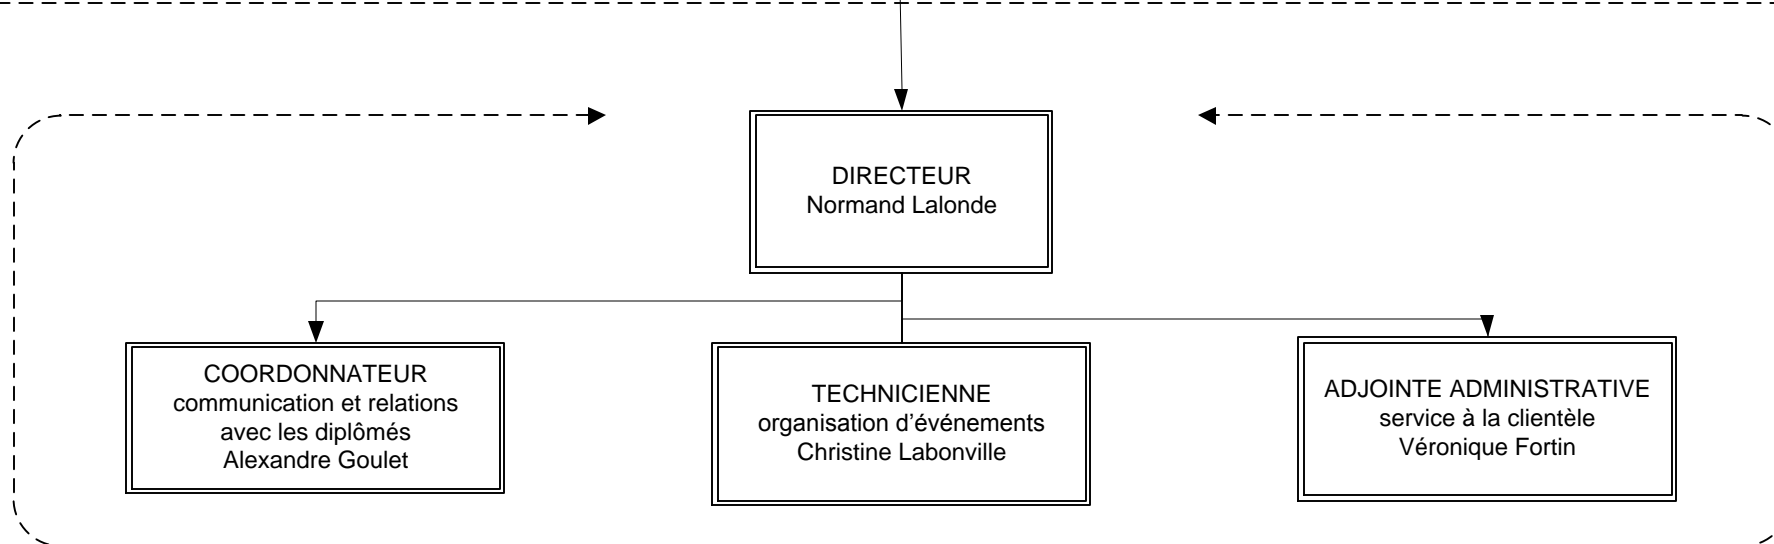 DIRECTEUR
Normand Lalonde
COORDONNATEUR
communication et relations
avec les diplômés
Alexandre Goulet
TECHNICIENNE
organisation d’événements
Christine Labonville
ADJOINTE ADMINISTRATIVE
service à la clientèle
Véronique Fortin